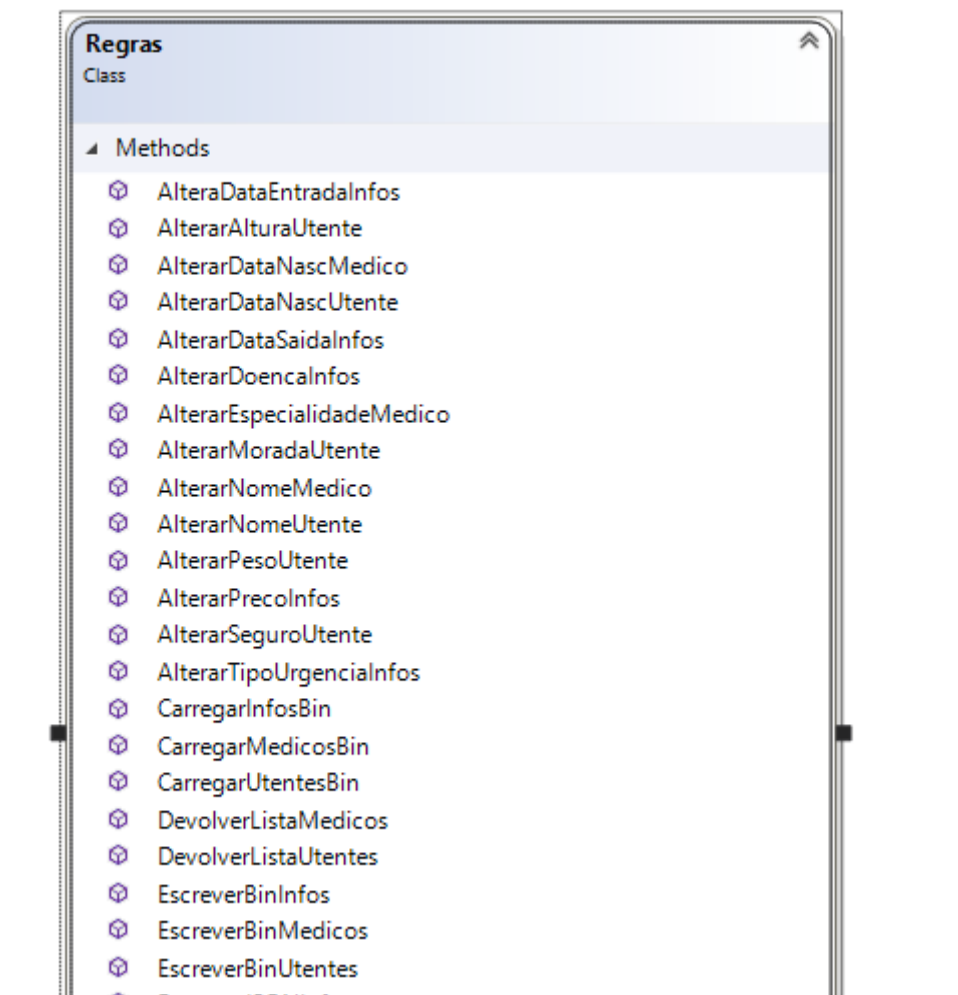 Regras
Class
Methods
AlteraDataEntradaInfos
AlterarAlturaUtente
AlterarDataNascMedico
AlterarDataNascUtente
AlterarDataSaidaInfos
AlterarDoencaInfos
AlterarEspecialidadeMedico
AlterarMoradaUtente
AlterarNomeMedico
AlterarNomeUtente
AlterarPesoUtente
AlterarPrecoInfos
AlterarSeguroUtente
AlterarTipoUrgenciaInfos
CarregarInfosBin
CarregarMedicosBin
CarregarUtentesBin
DevolverListaMedicos
DevolverListaUtentes
EscreverBinInfos
EscreverBinMedicos
EscreverBinUtentes